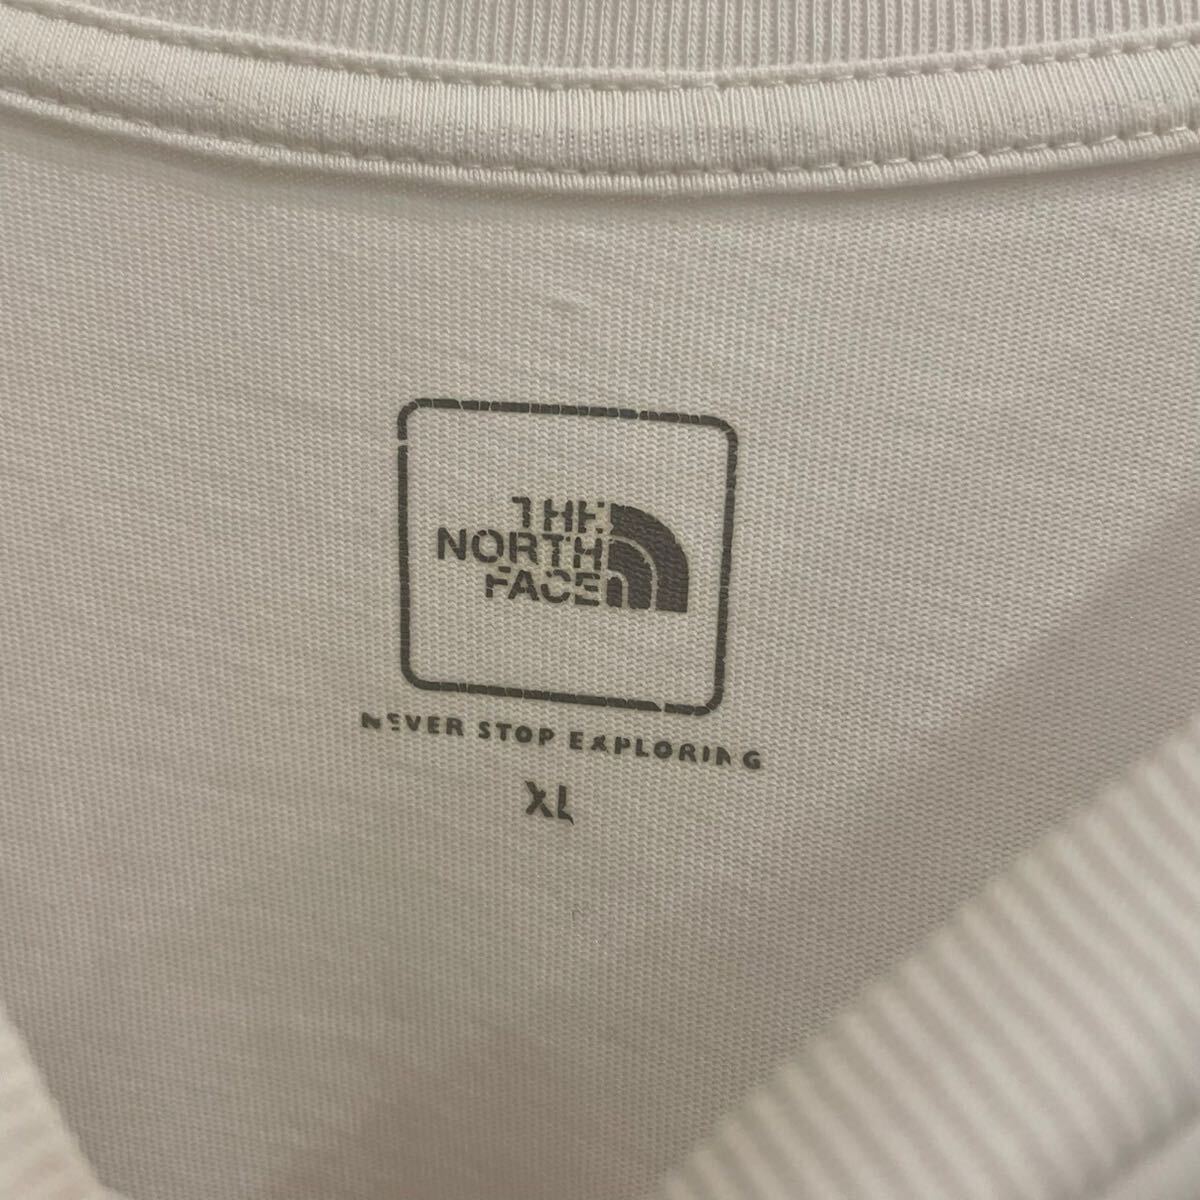 THE
NORTH
FACE
NEVER STOP EXPLORING
XL